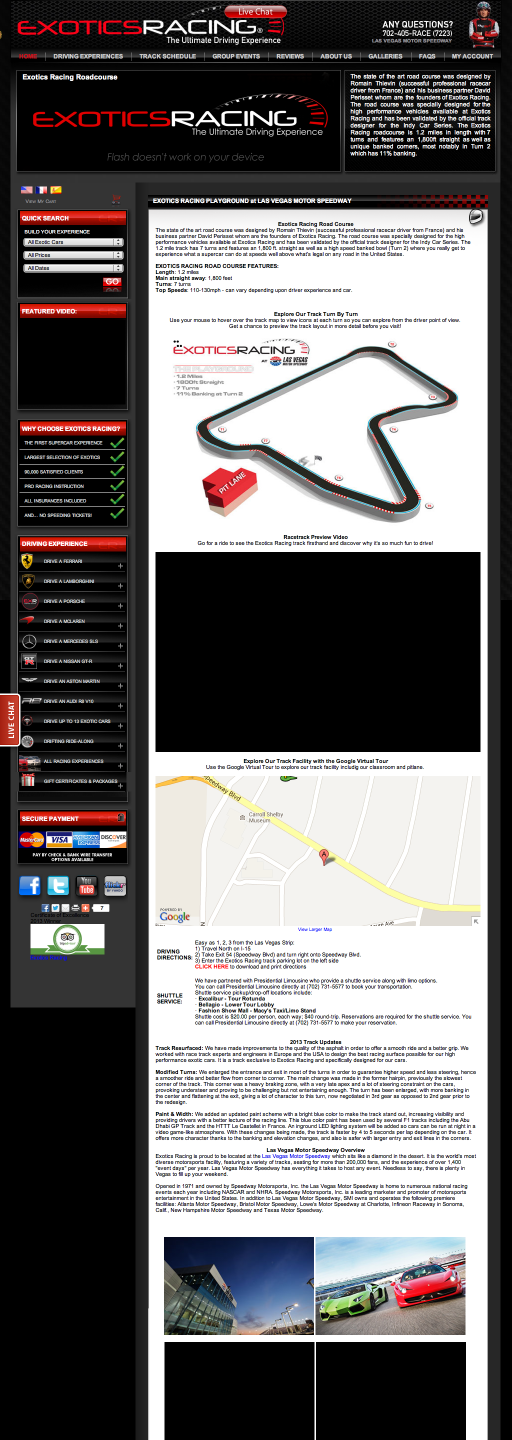 Live Chat
EXOTICSRACING®
The Ultimate Driving Experience
ANY QUESTIONS?
702-405-RACE (7223)
LAS VEGAS MOTOR SPEEDWAY
HOME DRIVING EXPERIENCES TRACK SCHEDULE GROUP EVENTS REVIEWS ABOUT US GALLERIES FAQS MY ACCOUNT
Exotics Racing Roadcourse
EXOTICSRACING
The Ultimate Driving Experience
Flash doesn't work on your device
The state of the art road course was designed by
Romain Thievin (successful professional racecar
driver from France) and his business partner David
Perisset whom are the founders of Exotics Racing.
The road course was specially designed for the
high performance vehicles available at Exotics
Racing and has been validated by the official track
designer for the Indy Car Series. The Exotics
Racing roadcourse is 1.2 miles in length with 7
turns and features an 1,800ft straight as well as
unique banked corners, most notably in Turn 2
which has 11% banking.
View My Cart
QUICK SEARCH
BUILD YOUR EXPERIENCE
All Exotic Cars
All Prices
All Dates
GO
FEATURED VIDEO:
WHY CHOOSE EXOTICS RACING?
THE FIRST SUPERCAR EXPERIENCE
LARGEST SELECTION OF EXOTICS
90,000 SATISFIED CLIENTS
PRO RACING INSTRUCTION
ALL INSURANCES INCLUDED
AND... NO SPEEDING TICKETS!
DRIVING EXPERIENCE
DRIVE A FERRARI
DRIVE A LAMBORGHINI
DRIVE A PORSCHE
DRIVE A MCLAREN
DRIVE A MERCEDES SLS
DRIVE A NISSAN GT-R
DRIVE AN ASTON MARTIN
DRIVE AN AUDI R8 V10
DRIVE UP TO 13 EXOTIC CARS
DRIFTING RIDE-ALONG
ALL RACING EXPERIENCES
GIFT CERTIFICATES & PACKAGES
LIVE CHAT
SECURE PAYMENT
MasterCard VISA AMERICAN EXPRESS DISCOVER
PAY BY CHECK & BANK WIRE TRANSFER
OPTIONS AVAILABLE
You Tube
7
Certificate of Excellence
2013 Winner
EXOTICS RACING PLAYGROUND at LAS VEGAS MOTOR SPEEDWAY
Exotics Racing Road Course
The state of the art road course was designed by Romain Thievin (successful professional racecar driver from France) and his
business partner David Perisset whom are the founders of Exotics Racing. The road course was specially designed for the high
performance vehicles available at Exotics Racing and has been validated by the official track designer for the Indy Car Series. The
1.2 mile track has 7 turns and features an 1,800 ft. straight as well as a high speed banked bowl (Turn 2) where you really get to
experience what a supercar can do at speeds well above what's legal on any road in the United States.
EXOTICS RACING ROAD COURSE FEATURES:
Length: 1.2 miles
Main straight away: 1,800 feet
Turns: 7 turns
Top Speeds: 110-130mph - can vary depending upon driver experience and car.
Explore Our Track Turn By Turn
Use your mouse to hover over the track map to view icons at each turn so you can explore from the driver point of view.
Get a chance to preview the track layout in more detail before you visit!
EXOTICSRACING
AT LAS VEGAS
THE PLAYGROUND
- 1.2 Miles
- 1800ft Straight
- 7 Turns
- 11% Banking at Turn 2
PIT LANE
Racetrack Preview Video
Go for a ride to see the Exotics Racing track firsthand and discover why it's so much fun to drive!
Explore Our Track Facility with the Google Virtual Tour
Use the Google Virtual Tour to explore our track facility includig our classroom and pitlane.
Speedway Blvd
Carroll Shelby
Museum
Speedway Blvd
A
POWERED BY
Google
View Larger Map
DRIVING DIRECTIONS:
Easy as 1, 2, 3 from the Las Vegas Strip:
1) Travel North on I-15
2) Take Exit 54 (Speedway Blvd) and turn right onto Speedway Blvd.
3) Enter the Exotics Racing track parking lot on the left side
CLICK HERE to download and print directions
SHUTTLE SERVICE:
We have partnered with Presidential Limousine who provide a shuttle service along with limo options.
You can call Presidential Limousine directly at (702) 731-5577 to book your transportation.
Shuttle service pickup/drop-off locations include:
· Excalibur - Tour Rotunda
· Bellagio - Lower Tour Lobby
· Fashion Show Mall - Macy's Taxi/Limo Stand
Shuttle cost is $20.00 per person, each way; $40 round-trip. Reservations are required for the shuttle service. You
can call Presidential Limousine directly at (702) 731-5577 to make your reservation.
2013 Track Updates
Track Resurfaced: We have made improvements to the quality of the asphalt in order to offer a smooth ride and a better grip. We
worked with race track experts and engineers in Europe and the USA to design the best racing surface possible for our high
performance exotic cars. It is a track exclusive to Exotics Racing and specifically designed for our cars.
Modified Turns: We enlarged the entrance and exit in most of the turns in order to guarantee higher speed and less steering, hence
a smoother ride and better flow from corner to corner. The main change was made in the former hairpin, previously the slowest
corner of the track. This corner was a heavy braking zone, with a very late apex and a lot of steering constraint on the cars,
provoking understeer and proving to be challenging but not entertaining enough. The turn has been enlarged, with more banking in
the center and flattening at the exit, giving a lot of character to this turn, now negotiated in 3rd gear as opposed to 2nd gear prior to
the redesign.
Paint & Width: We added an updated paint scheme with a bright blue color to make the track stand out, increasing visibility and
providing drivers with a better lecture of the racing line. This blue color paint has been used by several F1 tracks including the Abu
Dhabi GP Track and the HTTT Le Castellet in France. An inground LED lighting system will be added so cars can be run at night in a
video game-like atmosphere. With these changes being made, the track is faster by 4 to 5 seconds per lap depending on the car. It
offers more character thanks to the banking and elevation changes, and also is safer with larger entry and exit lines in the corners.
Las Vegas Motor Speedway Overview
Exotics Racing is proud to be located at the Las Vegas Motor Speedway which sits like a diamond in the desert. It is the world's most
diverse motorsports facility, featuring a variety of tracks, seating for more than 200,000 fans, and the experience of over 1,400
"event days" per year. Las Vegas Motor Speedway has everything it takes to host any event. Needless to say, there is plenty in
Vegas to fill up your weekend.
Opened in 1971 and owned by Speedway Motorsports, Inc. the Las Vegas Motor Speedway is home to numerous national racing
events each year including NASCAR and NHRA. Speedway Motorsports, Inc. is a leading marketer and promoter of motorsports
entertainment in the United States. In addition to Las Vegas Motor Speedway, SMI owns and operates the following premiere
facilities: Atlanta Motor Speedway, Bristol Motor Speedway, Lowe's Motor Speedway at Charlotte, Infineon Raceway in Sonoma,
Calif., New Hampshire Motor Speedway and Texas Motor Speedway.